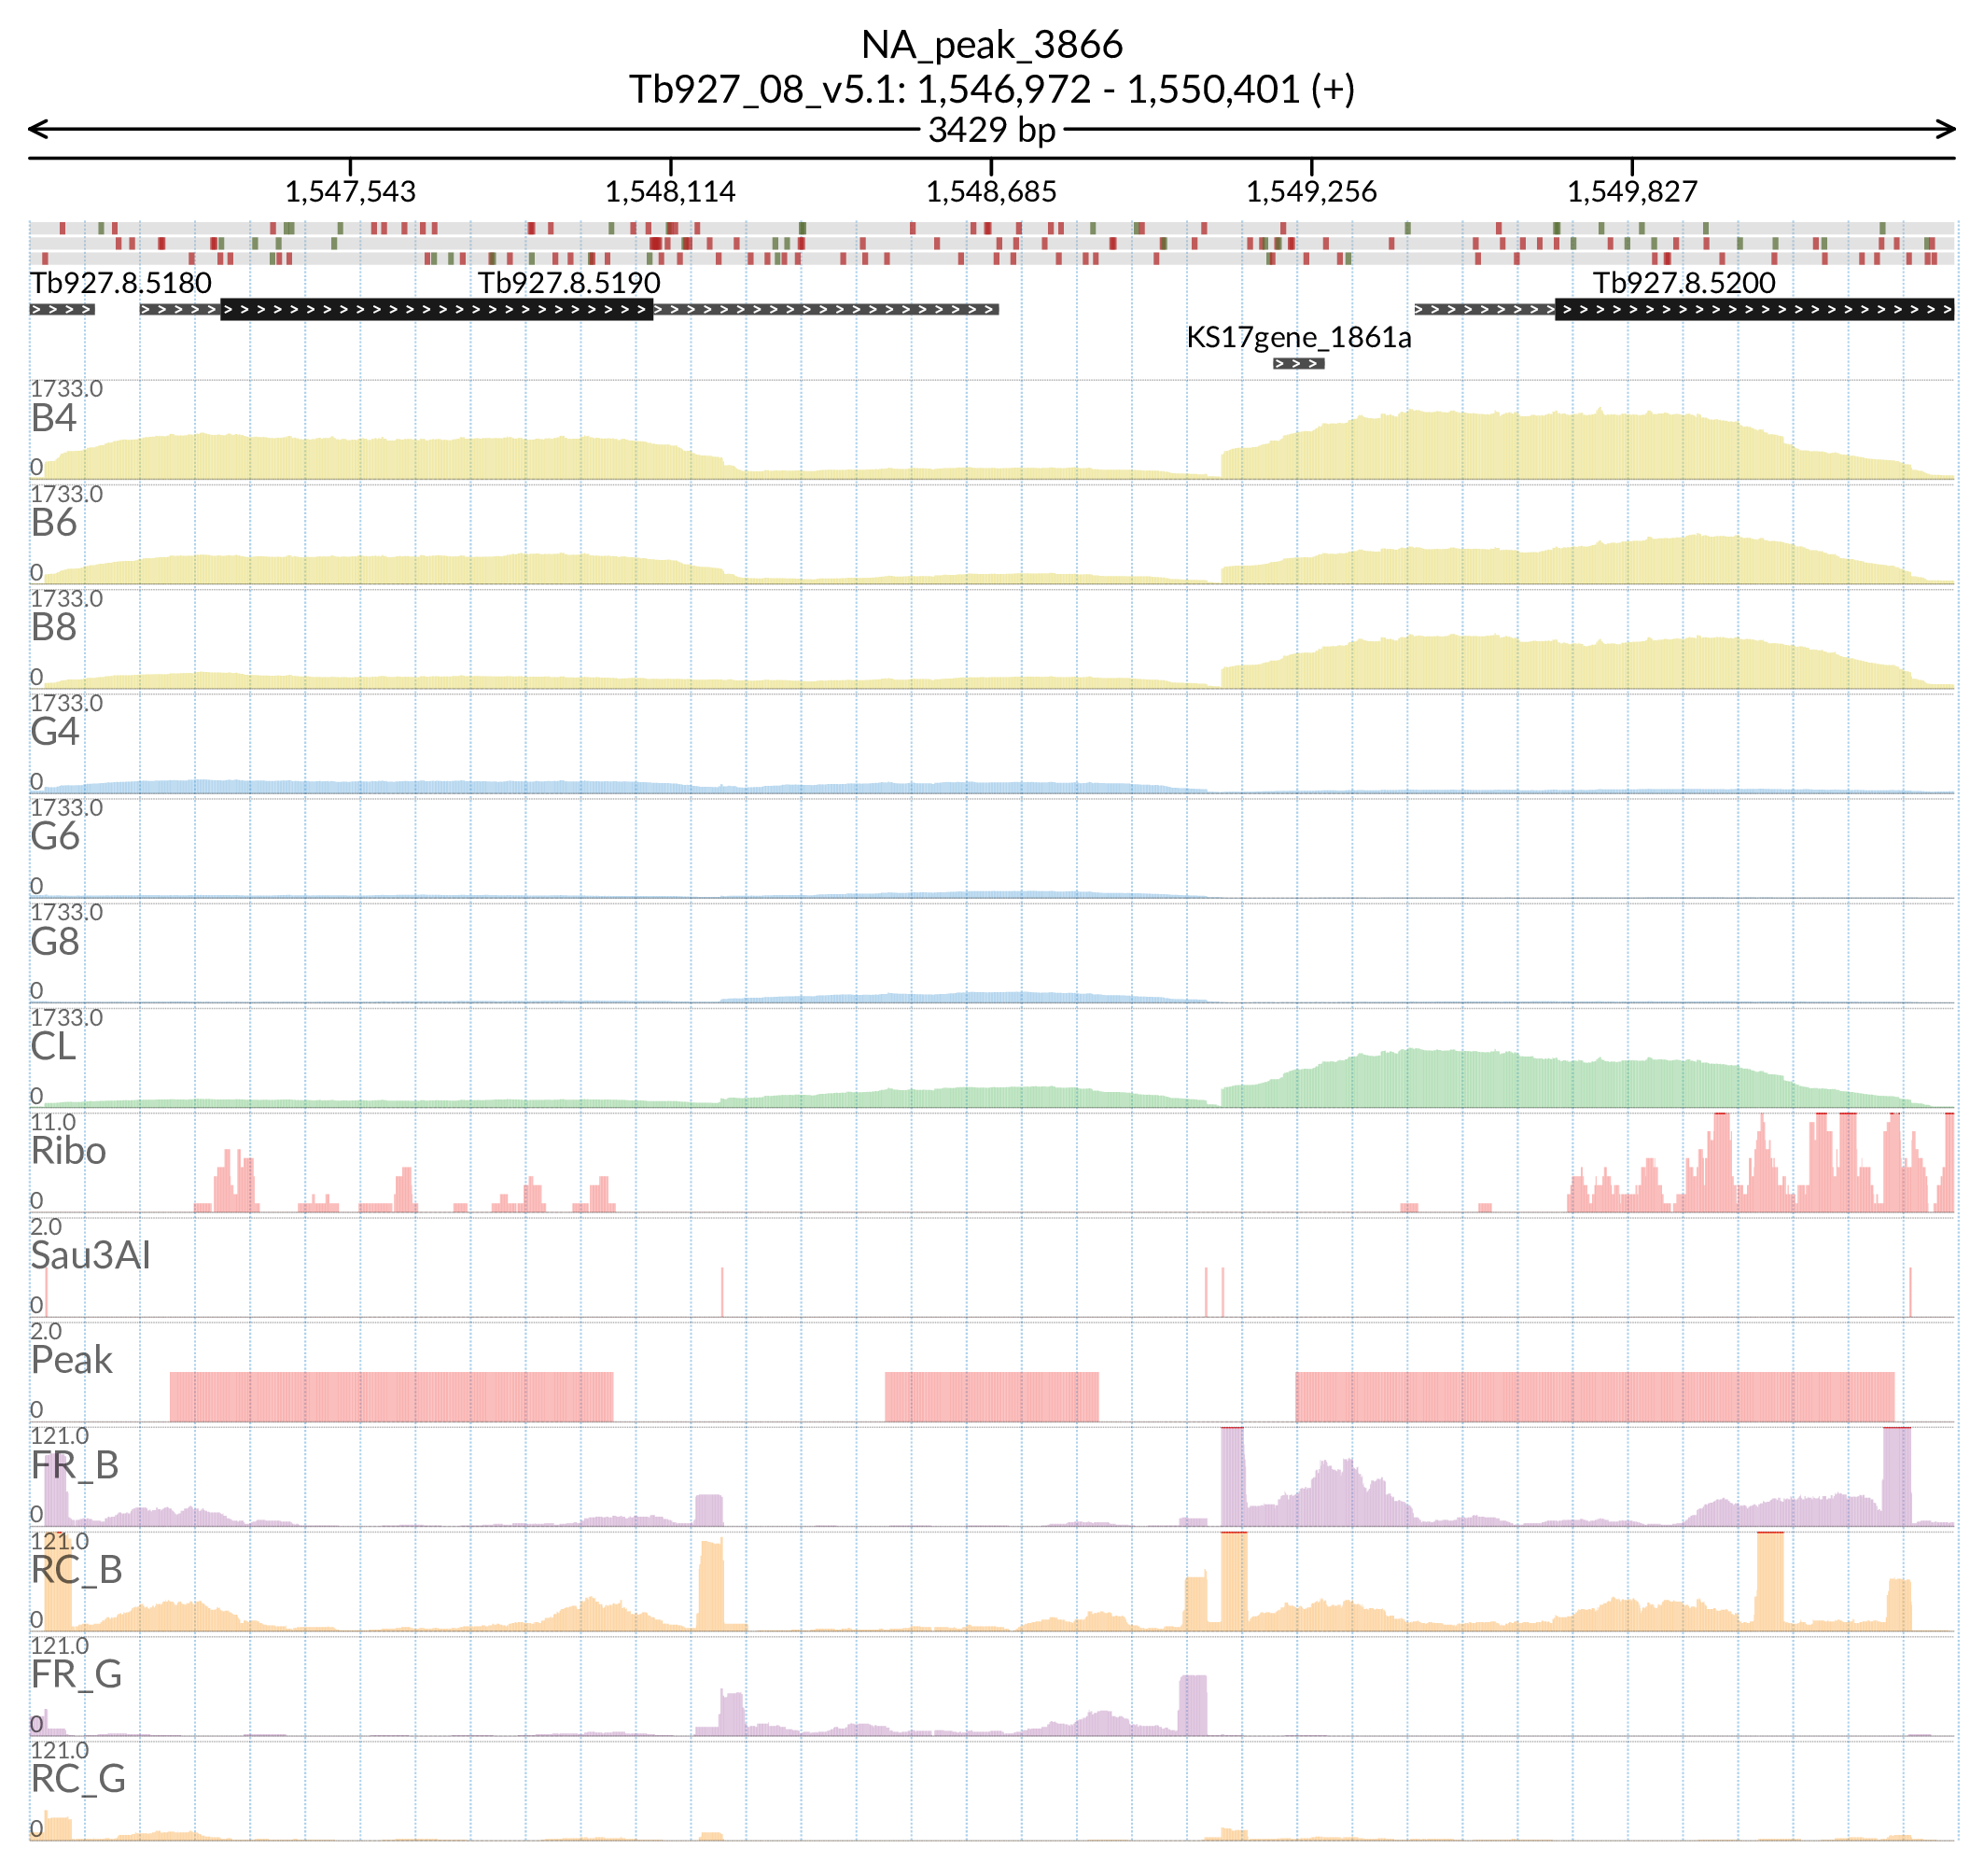 NA_peak_3866
Tb927_08_v5.1: 1,546,972 - 1,550,401 (+)
3429 bp
1,547,543 1,548,114 1,548,685 1,549,256 1,549,827
Tb927.8.5180 Tb927.8.5190 Tb927.8.5200
KS17gene_1861a
1733.0
B4
0
1733.0
B6
0
1733.0
B8
0
1733.0
G4
0
1733.0
G6
0
1733.0
G8
0
1733.0
CL
0
11.0
Ribo
0
2.0
Sau3AI
0
2.0
Peak
0
121.0
FR_B
0
121.0
RC_B
0
121.0
FR_G
0
121.0
RC_G
0